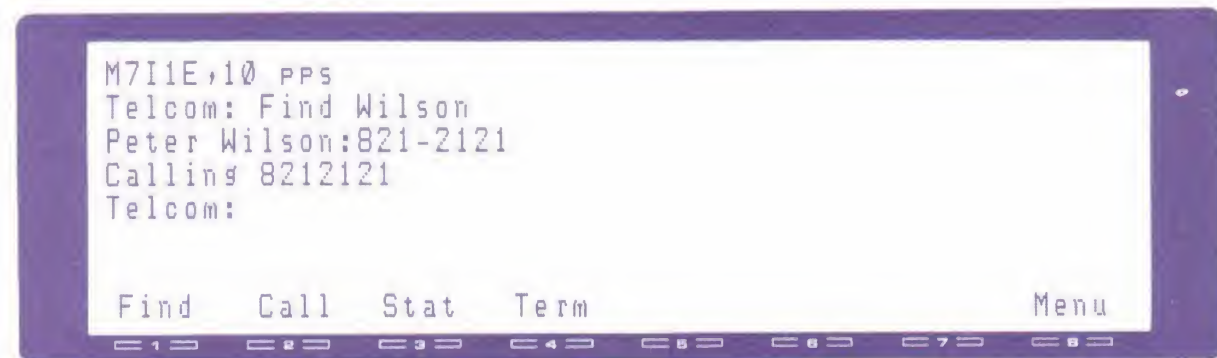 M7I1E,10 pps
Telcom: Find Wilson
Peter Wilson:821-2121
Calling 8212121
Telcom:
Find Call Stat Term Menu
1 2 3 4 5 6 7 8